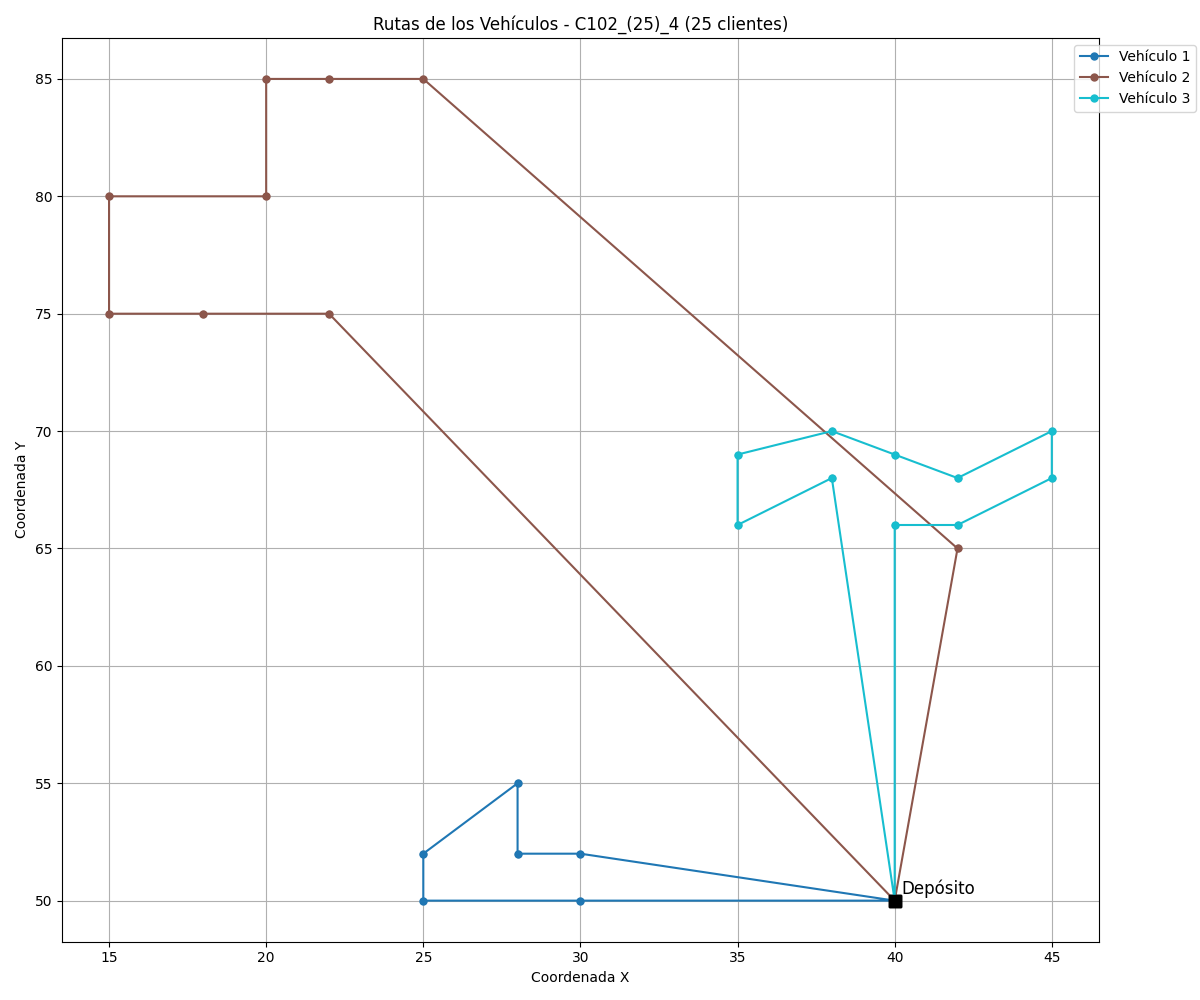 Rutas de los Vehículos - C102_(25)_4 (25 clientes)
Vehículo 1
Vehículo 2
Vehículo 3
85
80
75
70
65
60
55
50
Coordenada Y
Depósito
15 20 25 30 35 40 45
Coordenada X